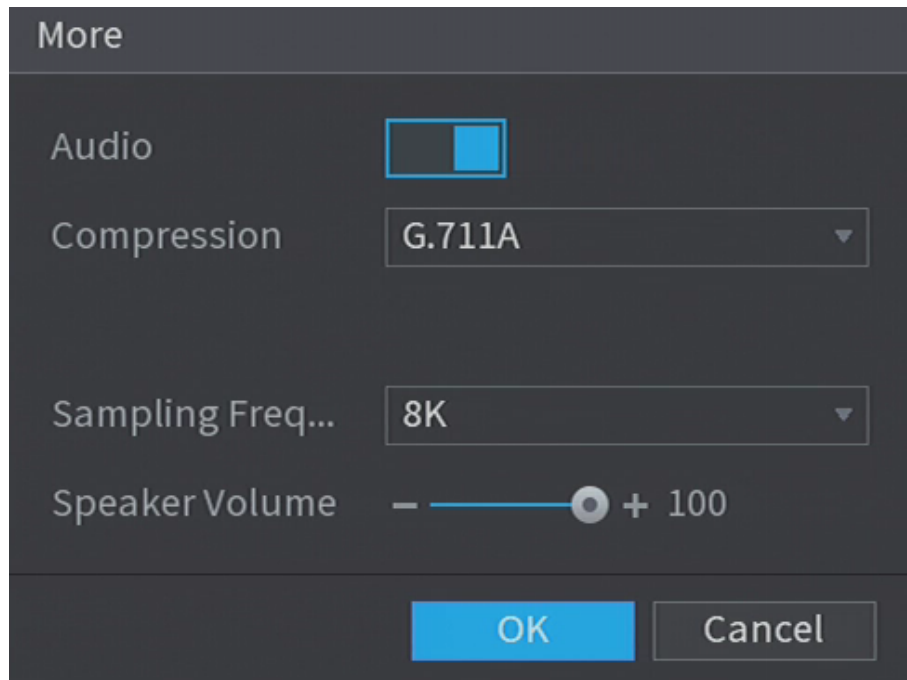 More
Audio
Compression G.711A
Sampling Freq... 8K
Speaker Volume − + 100
OK Cancel